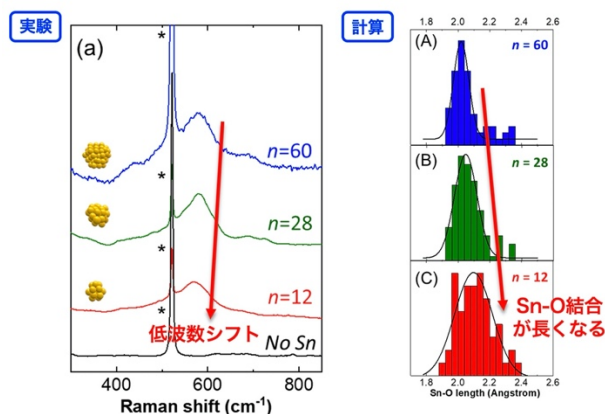 実験
(a)
*
n=60
*
n=28
*
n=12
*
低波数シフト
No Sn
400 600 800
Raman shift (cm⁻¹)
計算
1.8 2.0 2.2 2.4 2.6
(A)
n = 60
(B)
n = 28
(C)
n = 12
Sn-O結合
が長くなる
1.8 2.0 2.2 2.4 2.6
Sn-O length (Angstrom)